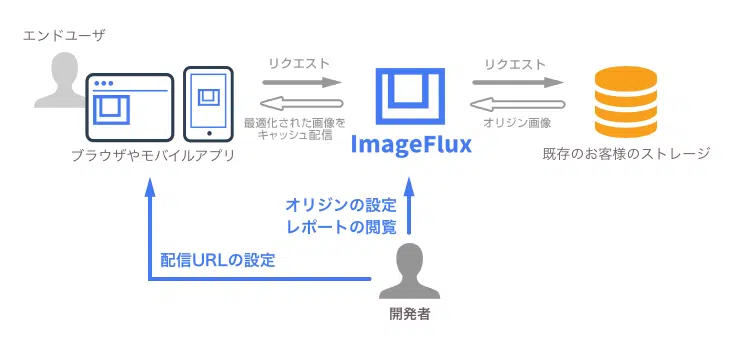 エンドユーザ
リクエスト
リクエスト
最適化された画像を
キャッシュ配信
オリジン画像
ImageFlux
ブラウザやモバイルアプリ
既存のお客様のストレージ
オリジンの設定
レポートの閲覧
配信URLの設定
開発者